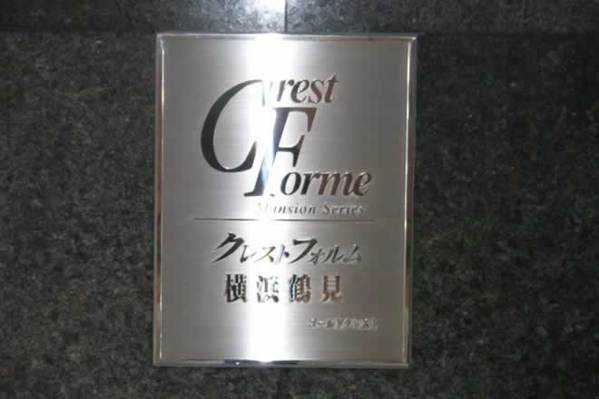 Crest
Forme
Mansion Series
クレストフォルム
横浜鶴見